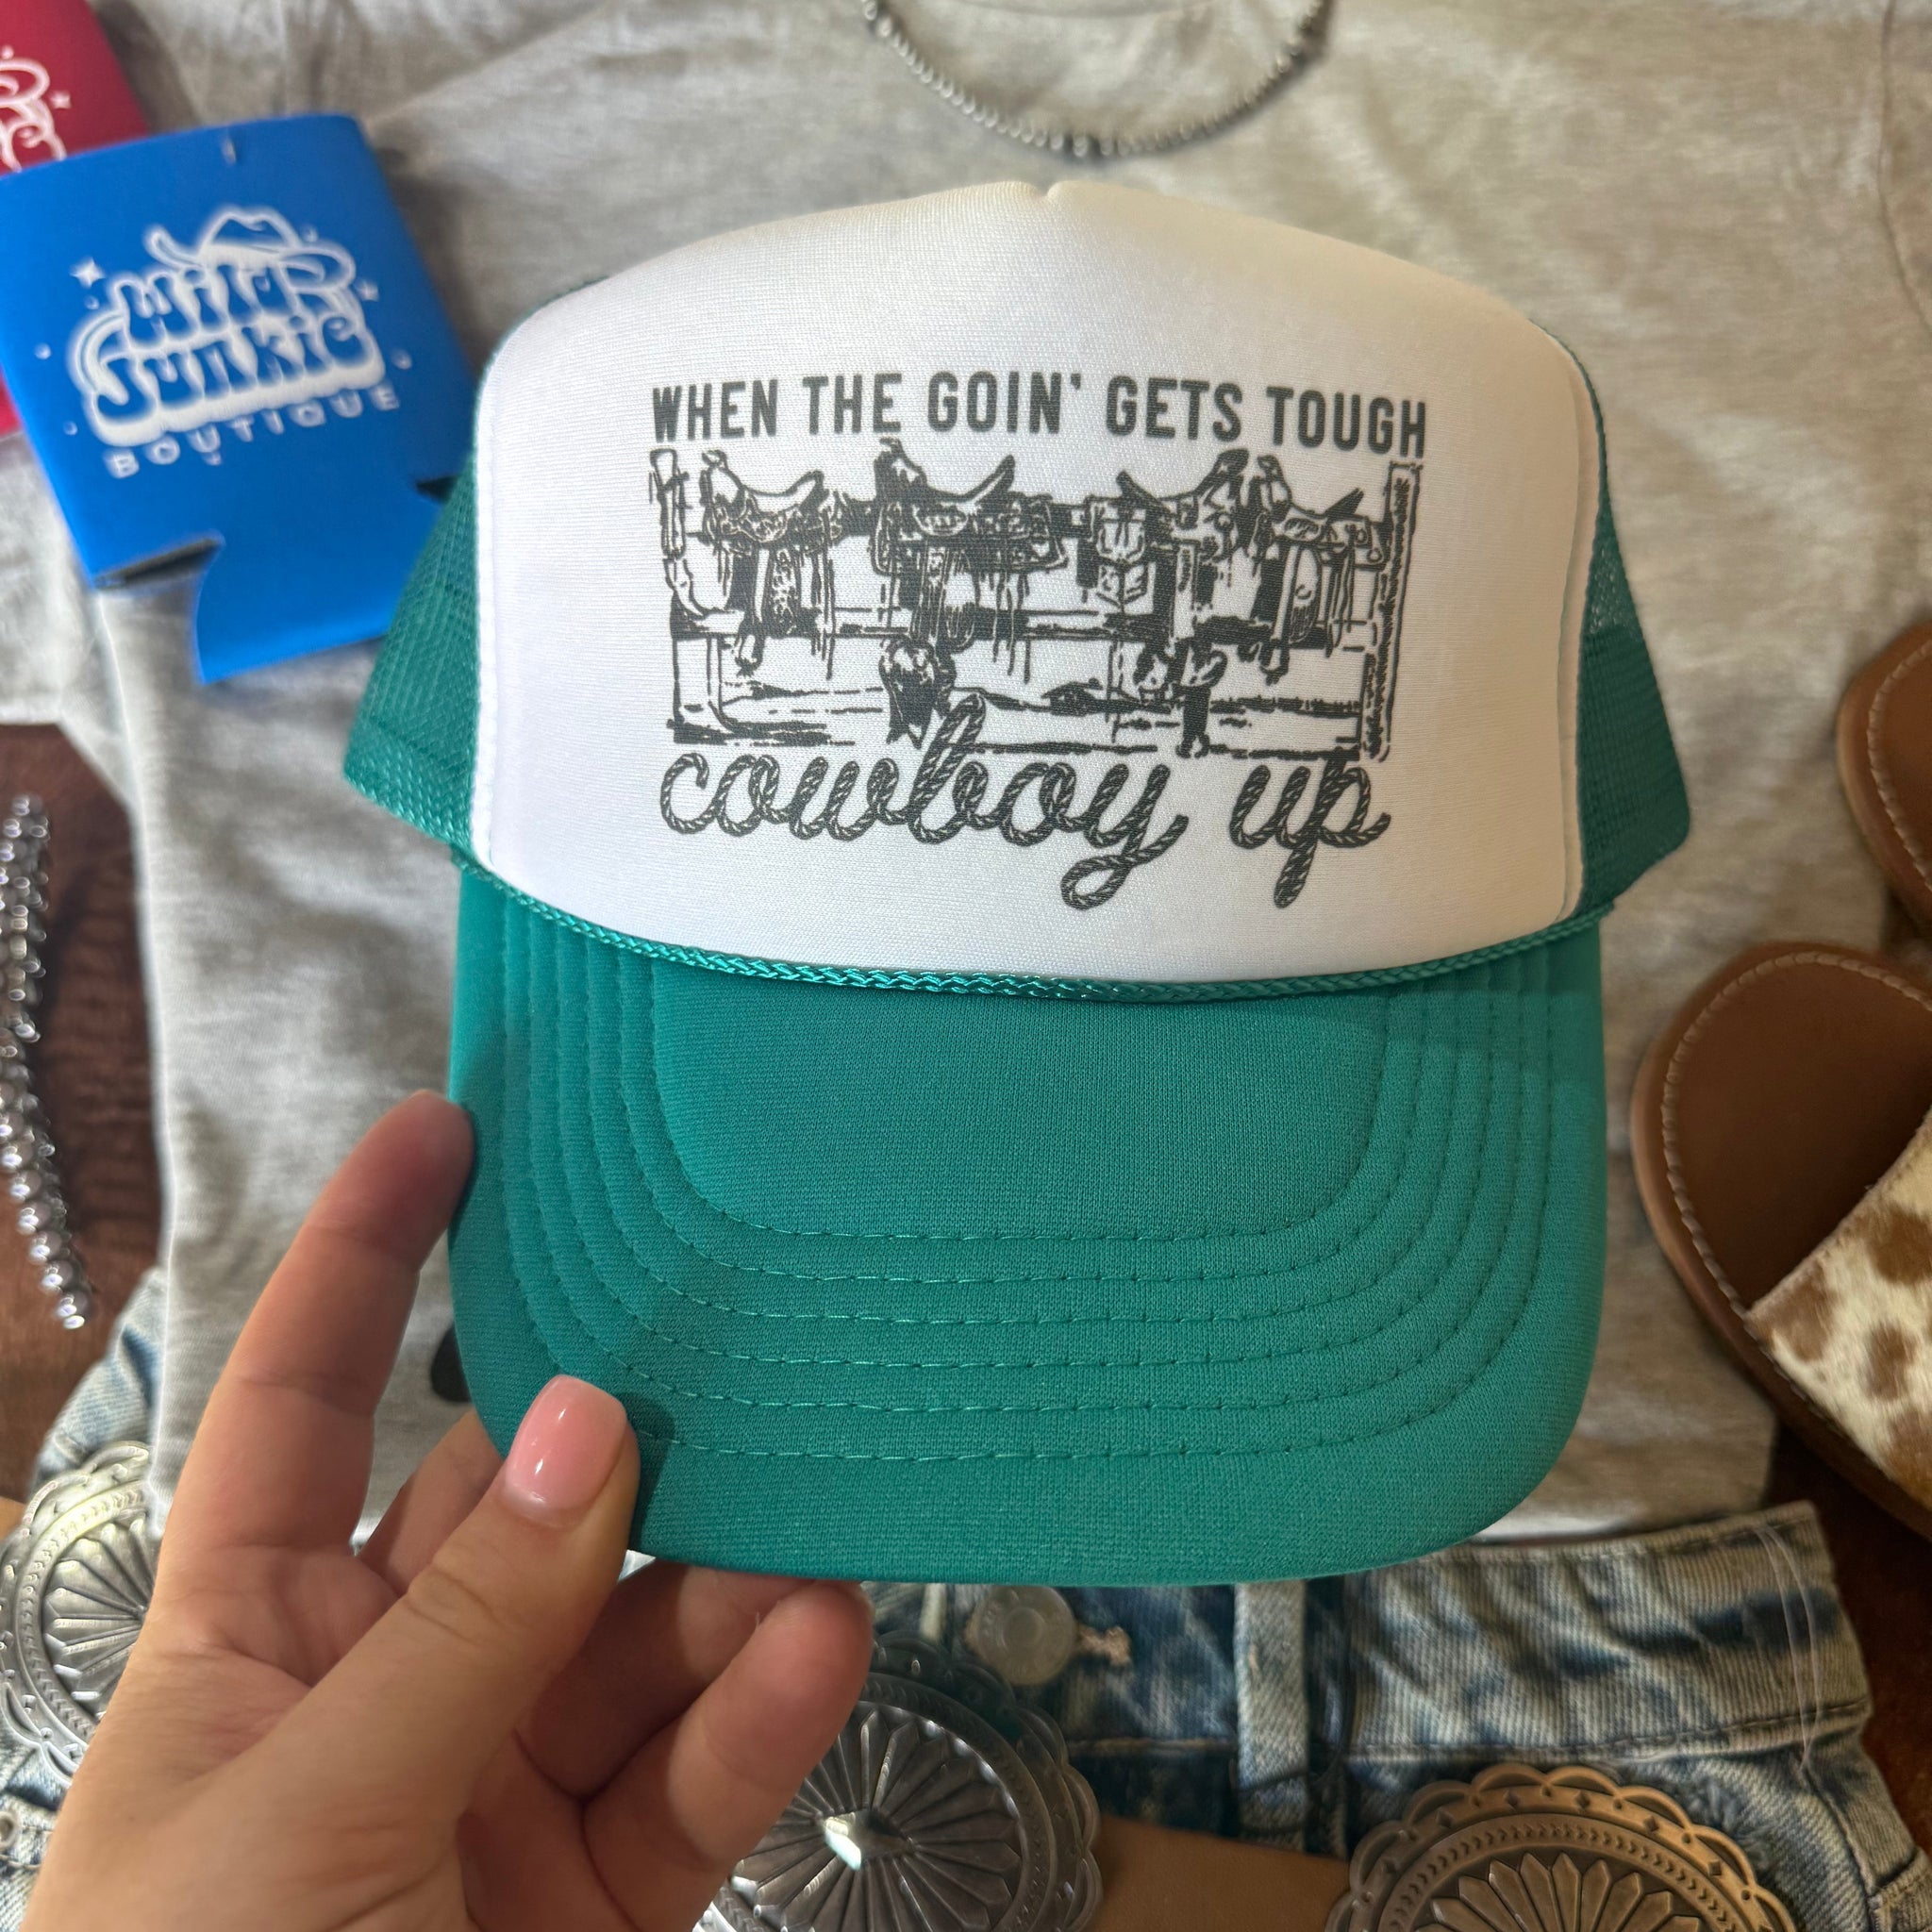 Wild
Junkie
BOUTIQUE
WHEN THE GOIN' GETS TOUGH
cowboy up